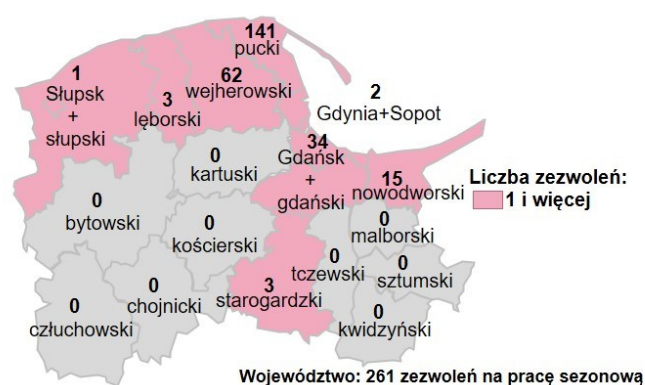 141
pucki
1
Słupsk
+
słupski
3
lęborski
62
wejherowski
2
Gdynia+Sopot
0
kartuski
34
Gdańsk
+
gdański
15
nowodworski
Liczba zezwoleń:
1 i więcej
0
bytowski
0
kościerski
0
malborski
0
tczewski
0
sztumski
0
człuchowski
0
chojnicki
3
starogardzki
0
kwidzyński
Województwo: 261 zezwoleń na pracę sezonową